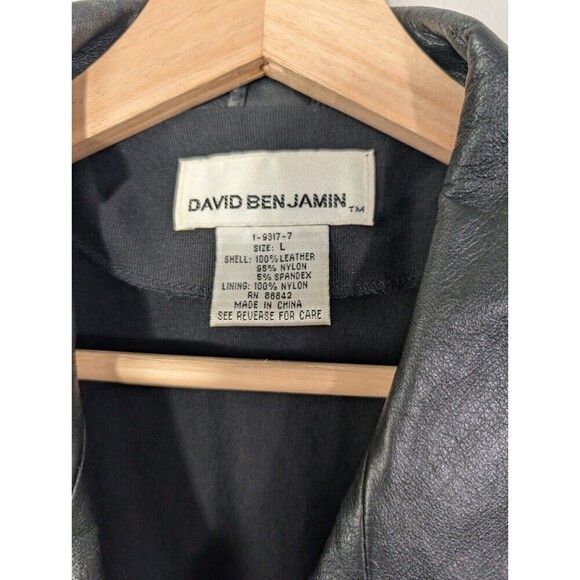 DAVID BENJAMIN TM
1-9317-7
SIZE: L
SHELL: 100% LEATHER
95% NYLON
5% SPANDEX
LINING: 100% NYLON
RN 86842
MADE IN CHINA
SEE REVERSE FOR CARE